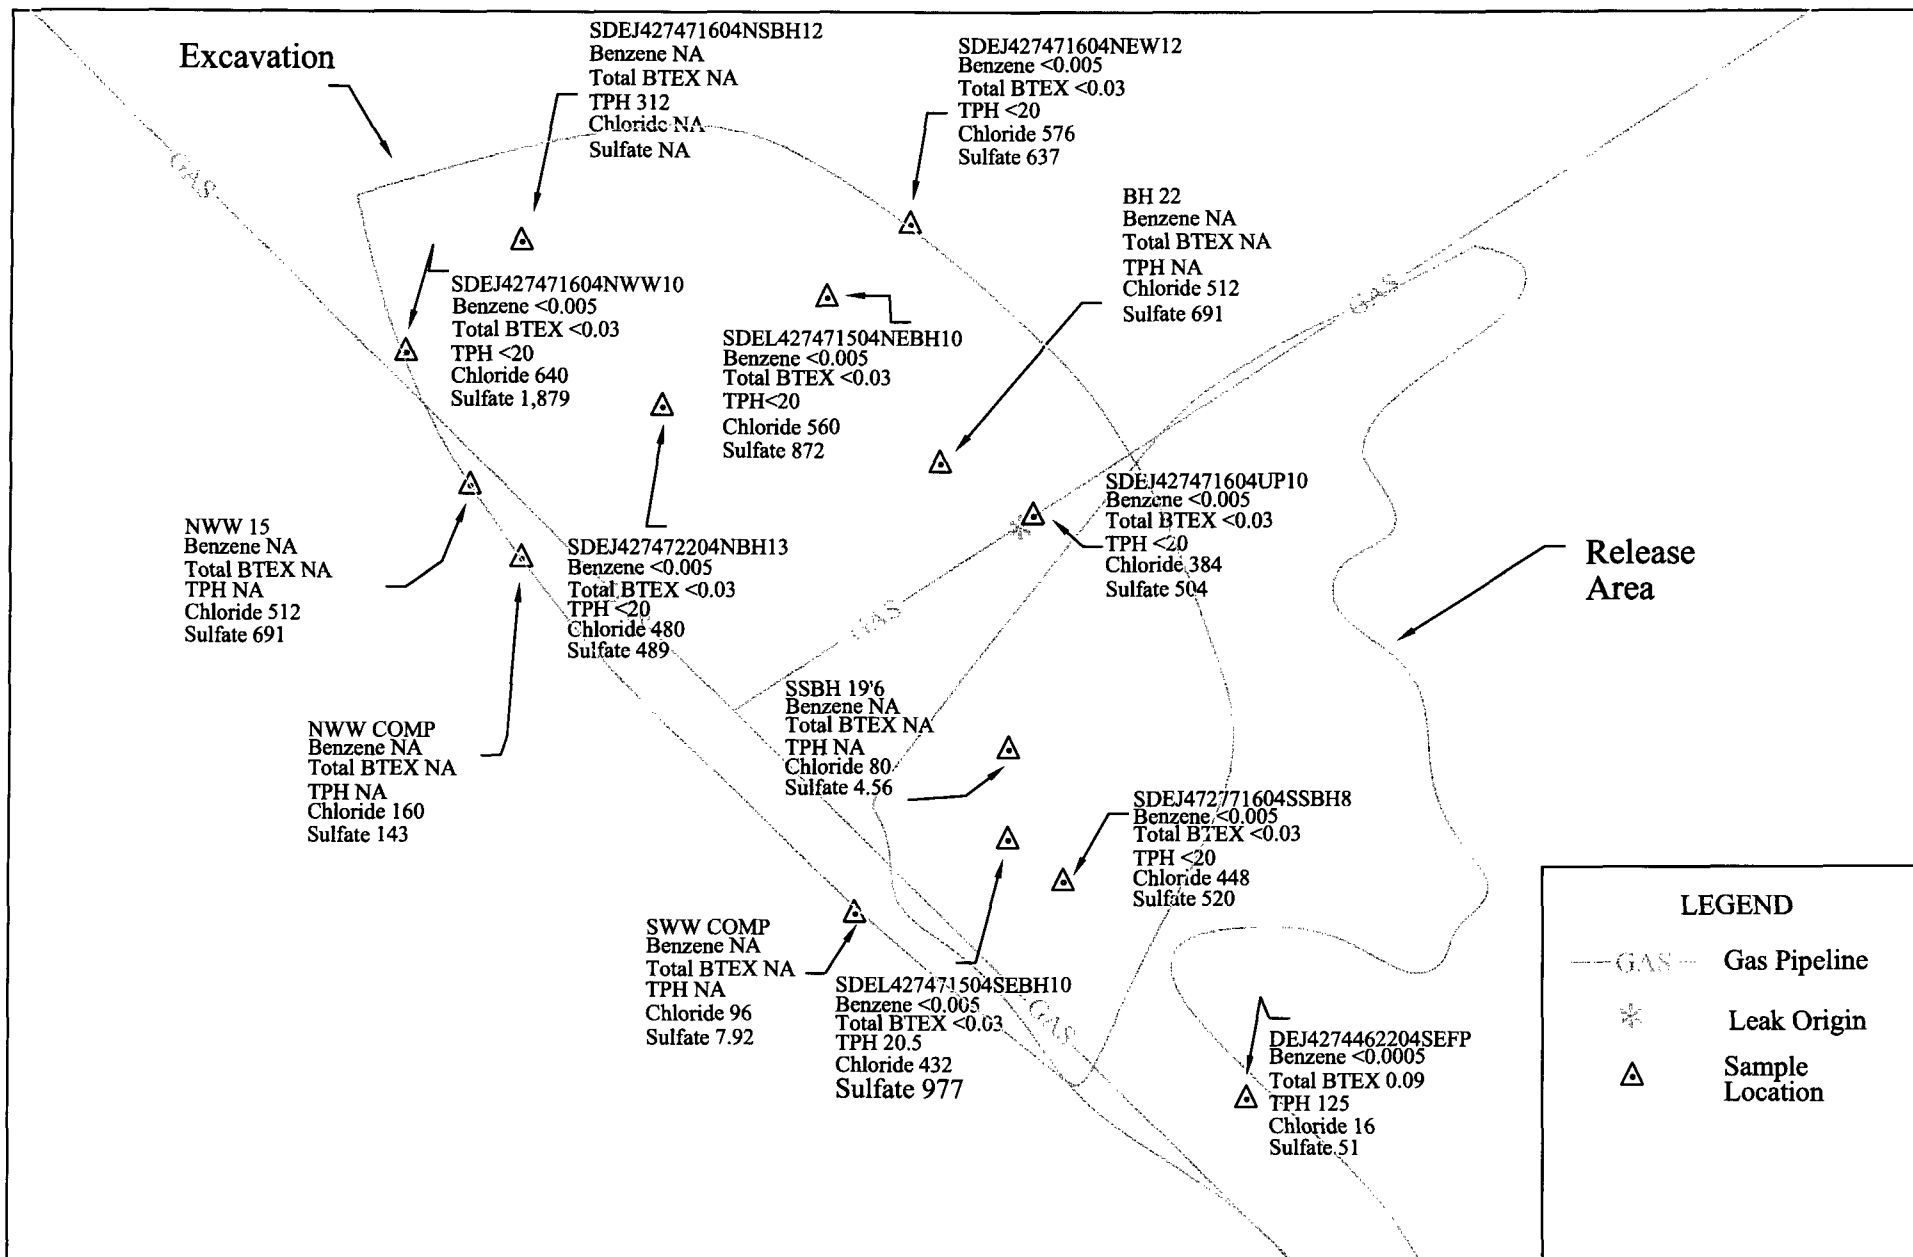 Excavation
SDEJ427471604NSBH12
Benzene NA
Total BTEX NA
TPH 312
Chloride NA
Sulfate NA
SDEJ427471604NEW12
Benzene <0.005
Total BTEX <0.03
TPH <20
Chloride 576
Sulfate 637
BH 22
Benzene NA
Total BTEX NA
TPH NA
Chloride 512
Sulfate 691
GAS
SDEJ427471604NWW10
Benzene <0.005
Total BTEX <0.03
TPH <20
Chloride 640
Sulfate 1,879
SDEL427471504NEBH10
Benzene <0.005
Total BTEX <0.03
TPH<20
Chloride 560
Sulfate 872
GAS
SDEJ427471604UP10
Benzene <0.005
Total BTEX <0.03
TPH <20
Chloride 384
Sulfate 504
NWW 15
Benzene NA
Total BTEX NA
TPH NA
Chloride 512
Sulfate 691
SDEJ427472204NBH13
Benzene <0.005
Total BTEX <0.03
TPH <20
Chloride 480
Sulfate 489
Release
Area
GAS
SSBH 19'6
Benzene NA
Total BTEX NA
TPH NA
Chloride 80
Sulfate 4.56
NWW COMP
Benzene NA
Total BTEX NA
TPH NA
Chloride 160
Sulfate 143
SDEJ472771604SSBH8
Benzene <0.005
Total BTEX <0.03
TPH <20
Chloride 448
Sulfate 520
SWW COMP
Benzene NA
Total BTEX NA
TPH NA
Chloride 96
Sulfate 7.92
SDEL427471504SEBH10
Benzene <0.005
Total BTEX <0.03
TPH 20.5
Chloride 432
Sulfate 977
GAS
DEJ4274462204SEFP
Benzene <0.0005
Total BTEX 0.09
TPH 125
Chloride 16
Sulfate 51
LEGEND
GAS Gas Pipeline
Leak Origin
Sample
Location